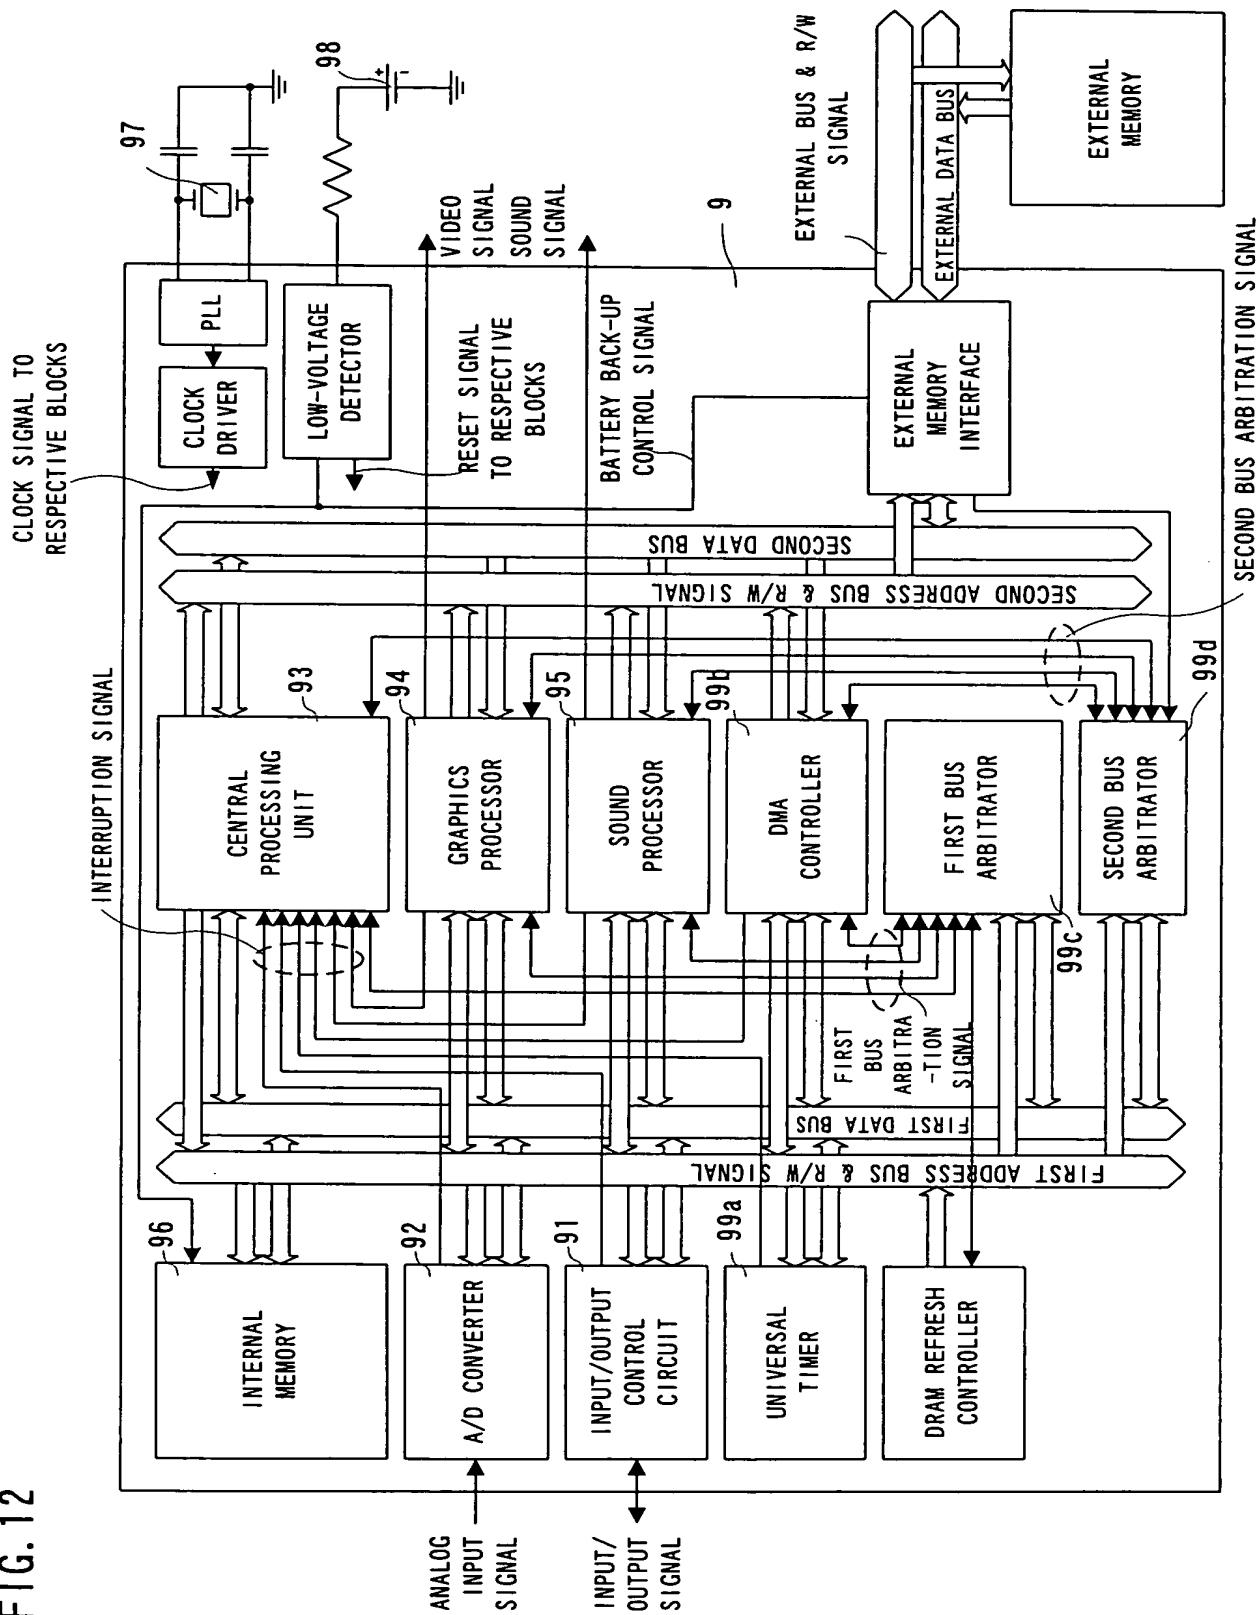 FIG. 12
CLOCK SIGNAL TO
RESPECTIVE BLOCKS
INTERRUPTION SIGNAL
97
98
PLL
CLOCK
DRIVER
LOW-VOLTAGE
DETECTOR
RESET SIGNAL
TO RESPECTIVE
BLOCKS
VIDEO
SIGNAL
SOUND
SIGNAL
BATTERY BACK-UP
CONTROL SIGNAL
9
EXTERNAL BUS & R/W
SIGNAL
EXTERNAL DATA BUS
EXTERNAL
MEMORY
EXTERNAL
MEMORY
INTERFACE
SECOND BUS ARBITRATION SIGNAL
SECOND DATA BUS
SECOND ADDRESS BUS & R/W SIGNAL
93
CENTRAL
PROCESSING
UNIT
94
GRAPHICS
PROCESSOR
95
SOUND
PROCESSOR
99b
DMA
CONTROLLER
FIRST BUS
ARBITRATOR
99c
99d
SECOND BUS
ARBITRATOR
FIRST
BUS
ARBITRA
-TION
SIGNAL
FIRST DATA BUS
FIRST ADDRESS BUS & R/W SIGNAL
96
INTERNAL
MEMORY
92
A/D CONVERTER
91
INPUT/OUTPUT
CONTROL
CIRCUIT
99a
UNIVERSAL
TIMER
DRAM REFRESH
CONTROLLER
ANALOG
INPUT
SIGNAL
INPUT/
OUTPUT
SIGNAL
+
-